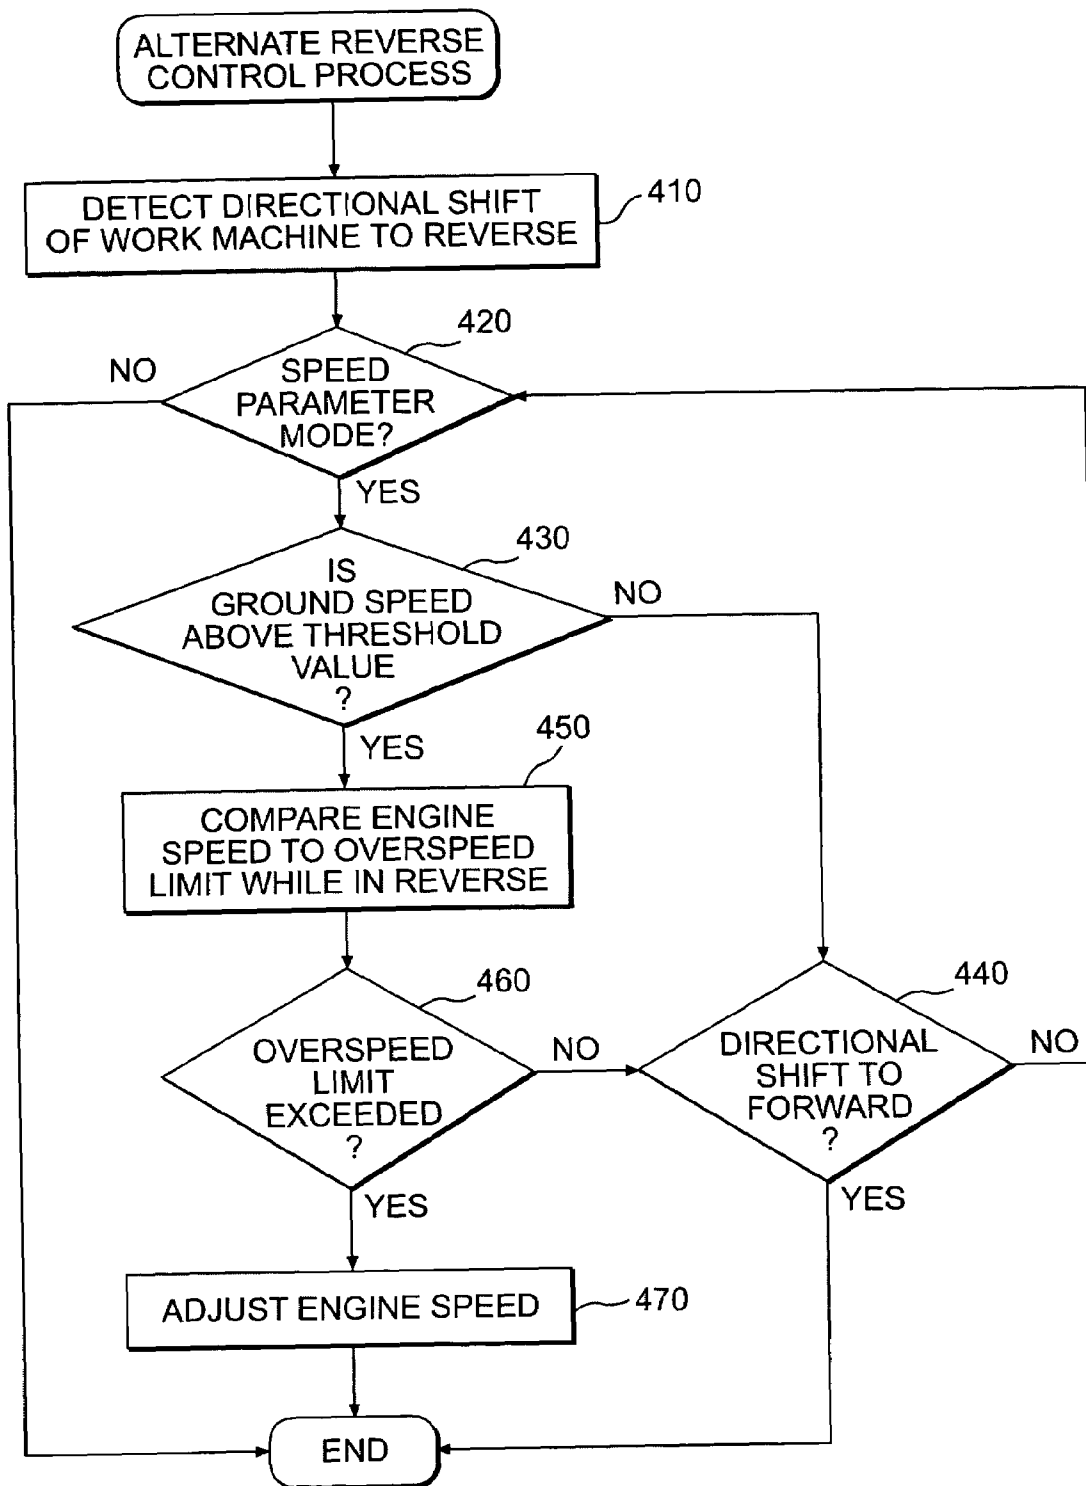 ALTERNATE REVERSE
CONTROL PROCESS
DETECT DIRECTIONAL SHIFT
OF WORK MACHINE TO REVERSE
410
420
NO
SPEED
PARAMETER
MODE?
YES
430
IS
GROUND SPEED
ABOVE THRESHOLD
VALUE
?
NO
YES
450
COMPARE ENGINE
SPEED TO OVERSPEED
LIMIT WHILE IN REVERSE
460
OVERSPEED
LIMIT
EXCEEDED
?
NO
440
DIRECTIONAL
SHIFT TO
FORWARD
?
NO
YES
YES
ADJUST ENGINE SPEED
470
END